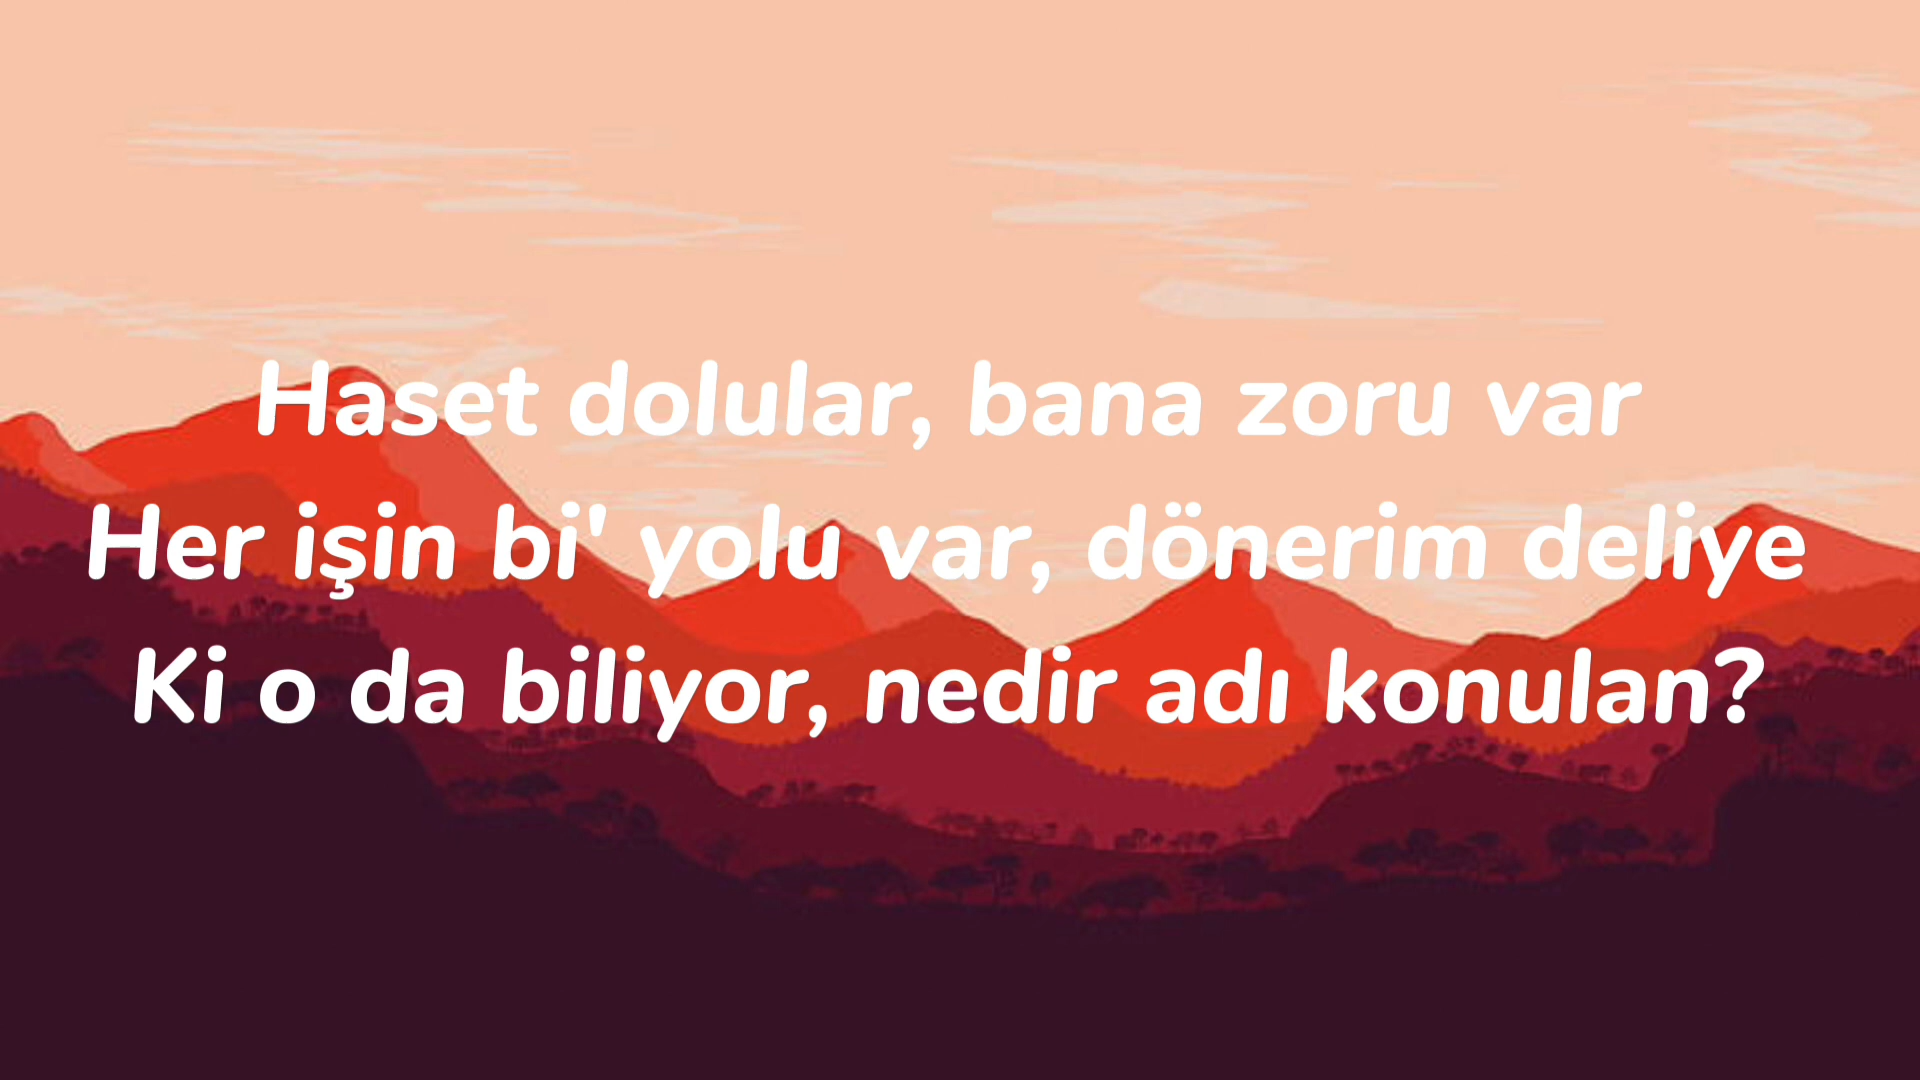 Haset dolular, bana zoru var
Her işin bi' yolu var, dönerim deliye
Ki o da biliyor, nedir adı konulan?